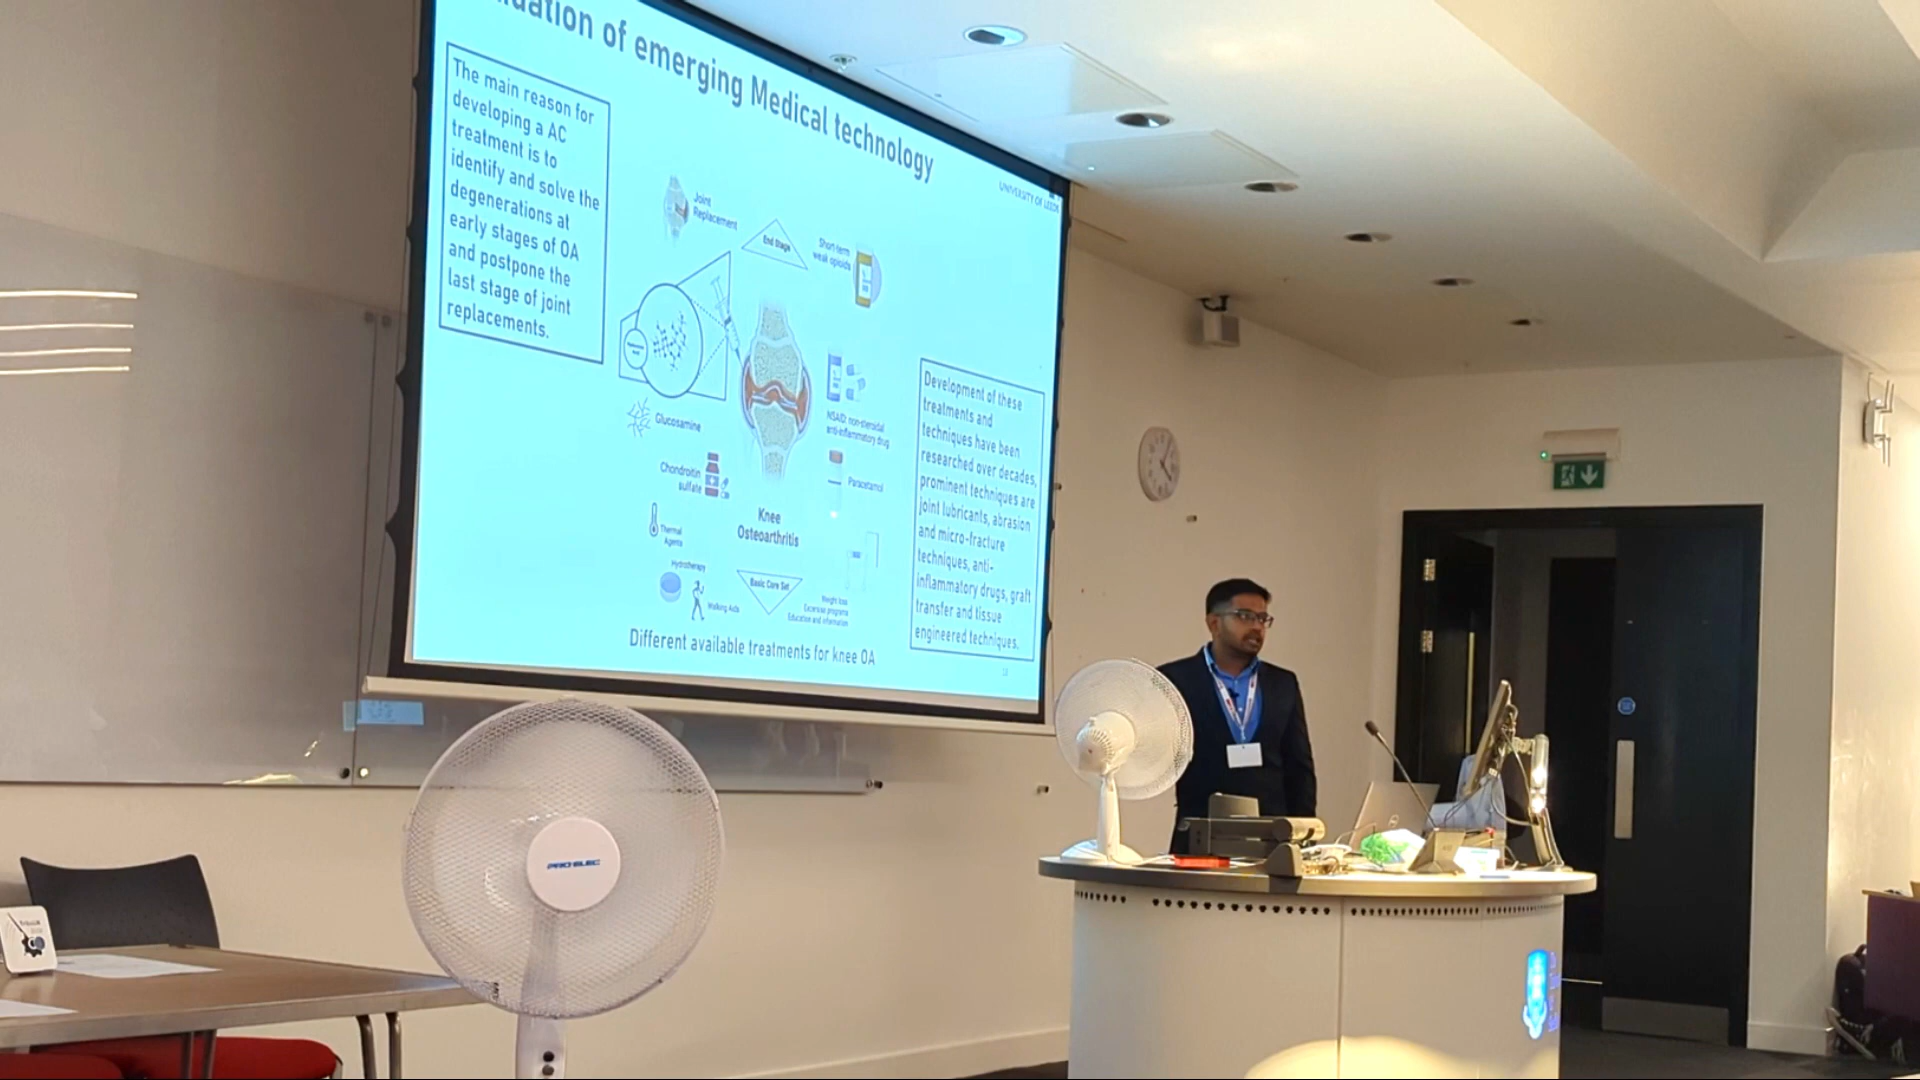 of emerging Medical technology
UNIVERSITY OF LEEDS
The main reason for
developing a AC
treatment is to
identify and solve the
degenerations at
early stages of OA
and postpone the
last stage of joint
replacements.
Joint
Replacement
End Stage
Short-term
weak opioids
Glucosamine
NSAID: non-steroidal
anti-inflammatory drug
Chondroitin
sulfate
Paracetamol
Thermal
Agents
Knee
Osteoarthritis
Hydrotherapy
Walking Aids
Basic Core Set
Weight loss
Excersise programs
Education and information
Different available treatments for knee OA
Development of these
treatments and
techniques have been
researched over decades,
prominent techniques are
joint lubricants, abrasion
and micro-fracture
techniques, anti-
inflammatory drugs, graft
transfer and tissue
engineered techniques.
PRO ELEC